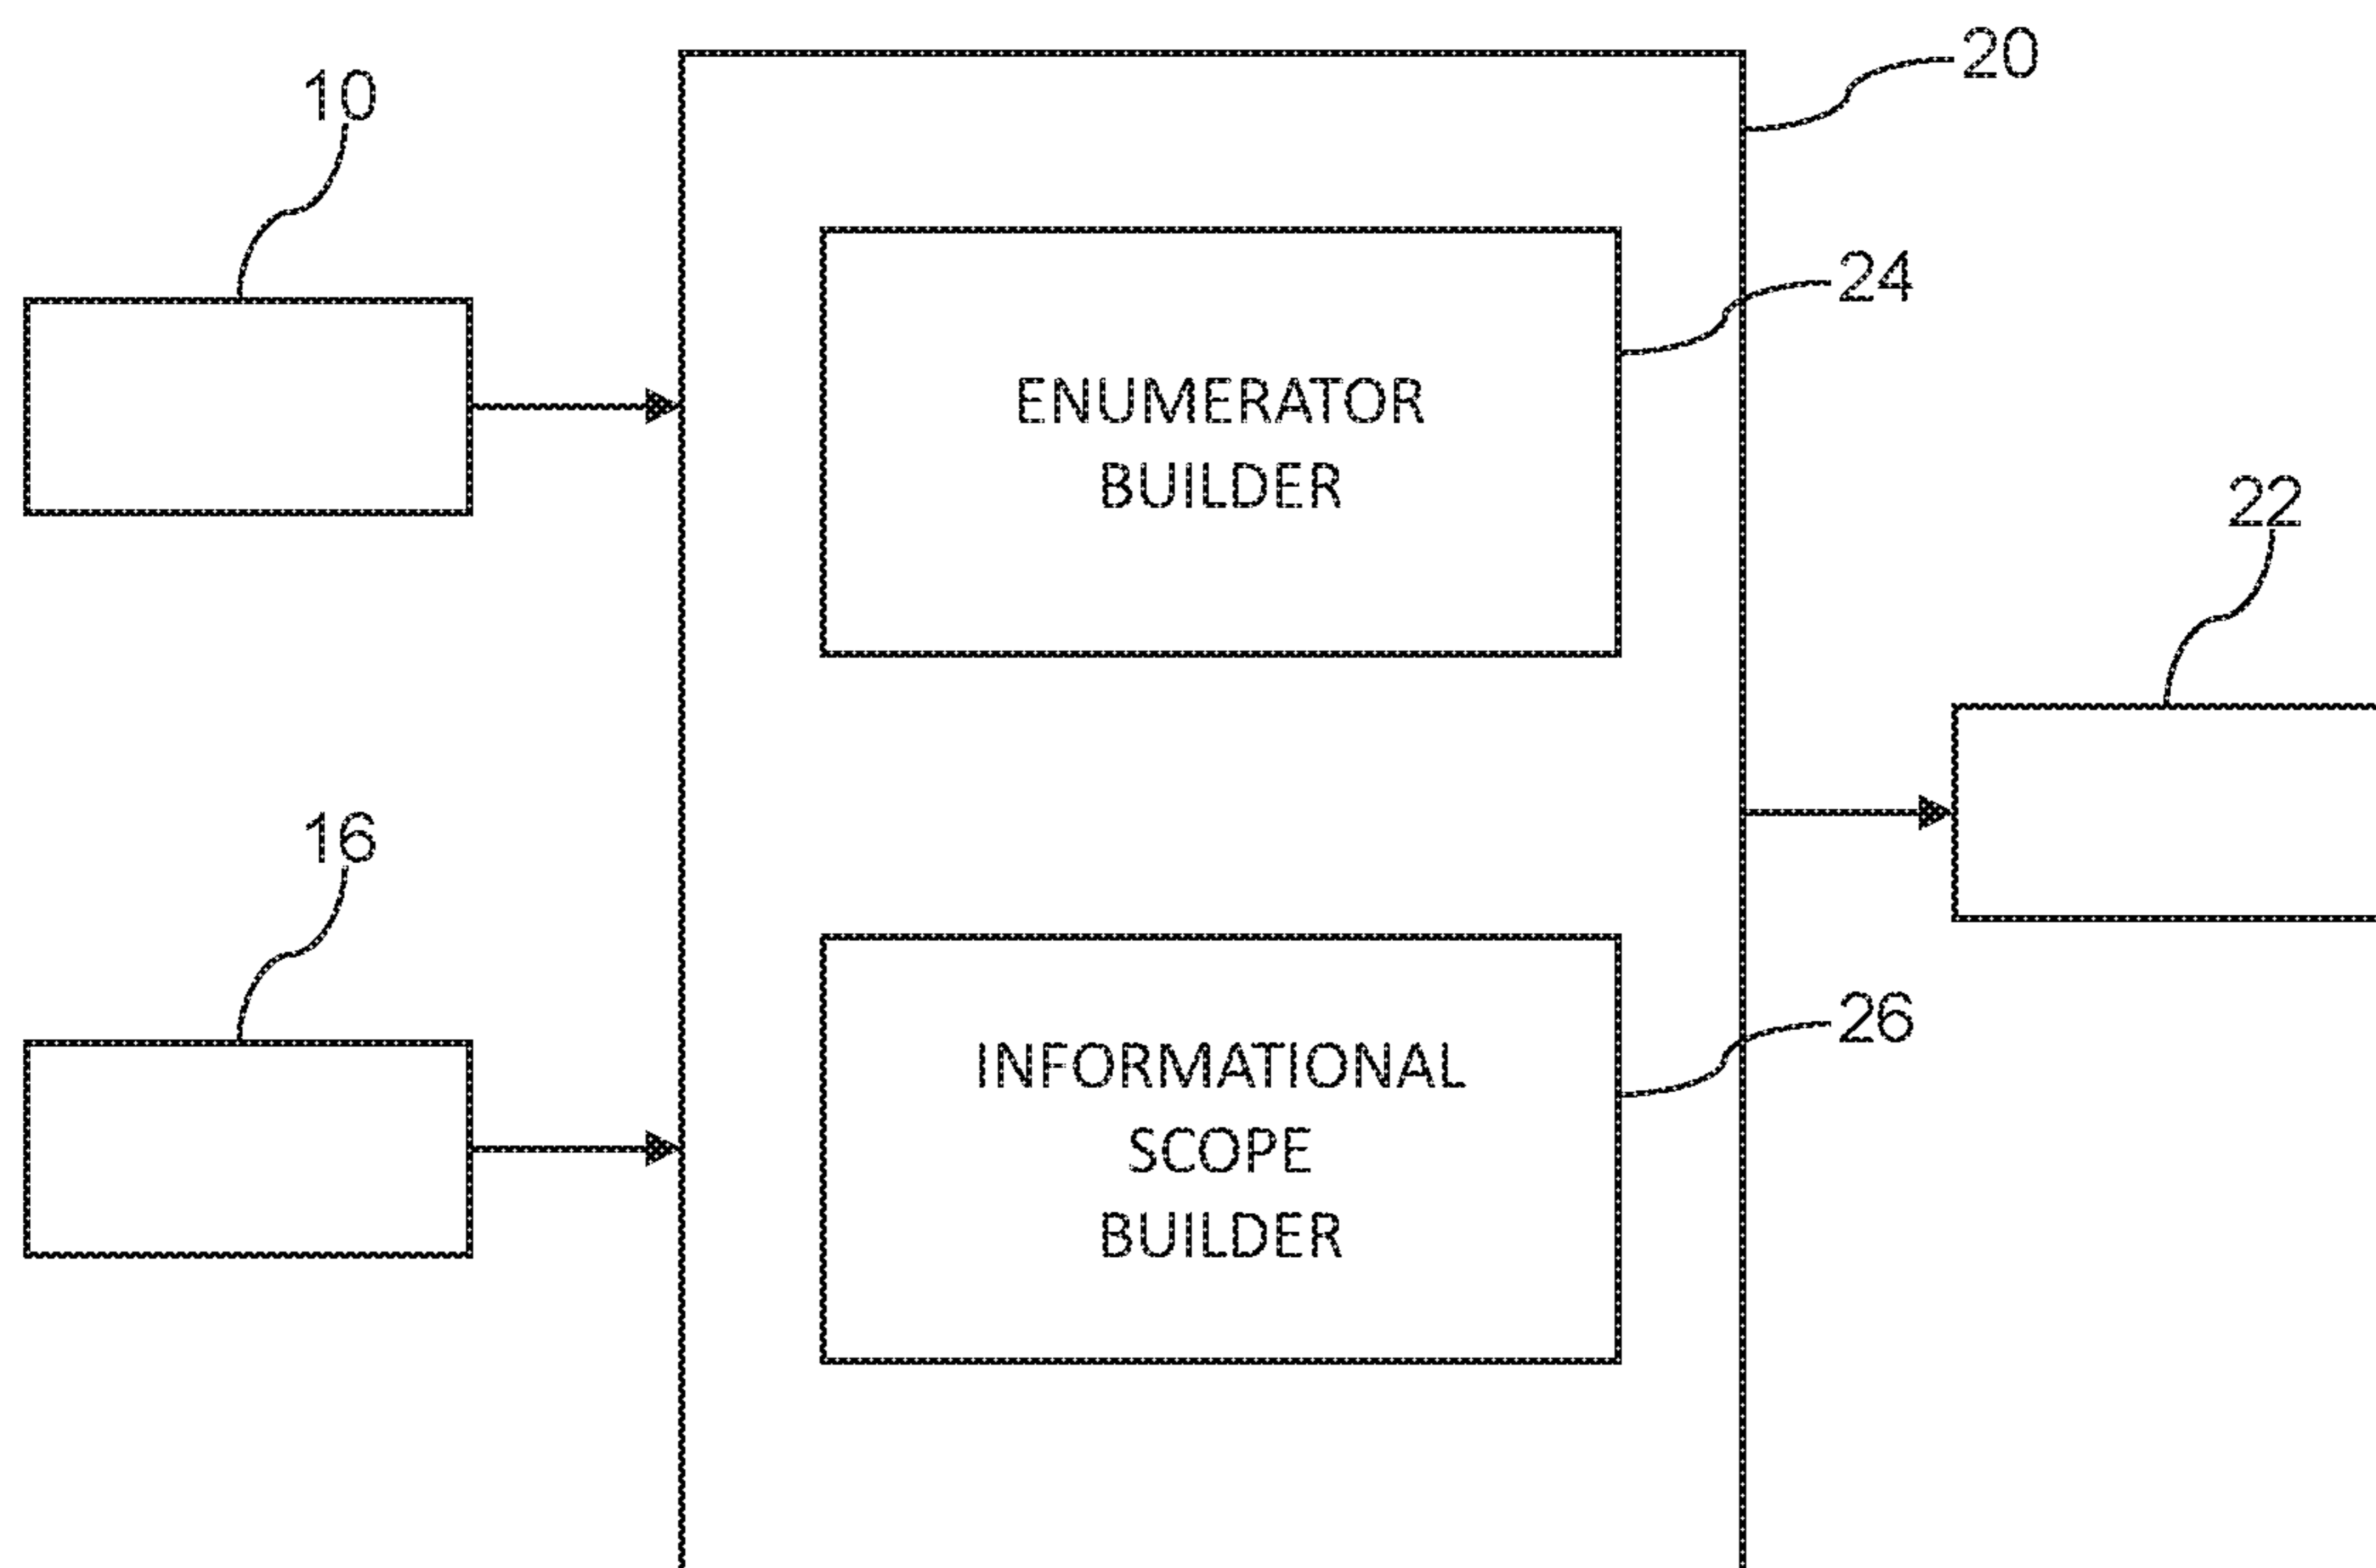 20
10
24
ENUMERATOR
BUILDER
22
16
26
INFORMATIONAL
SCOPE
BUILDER